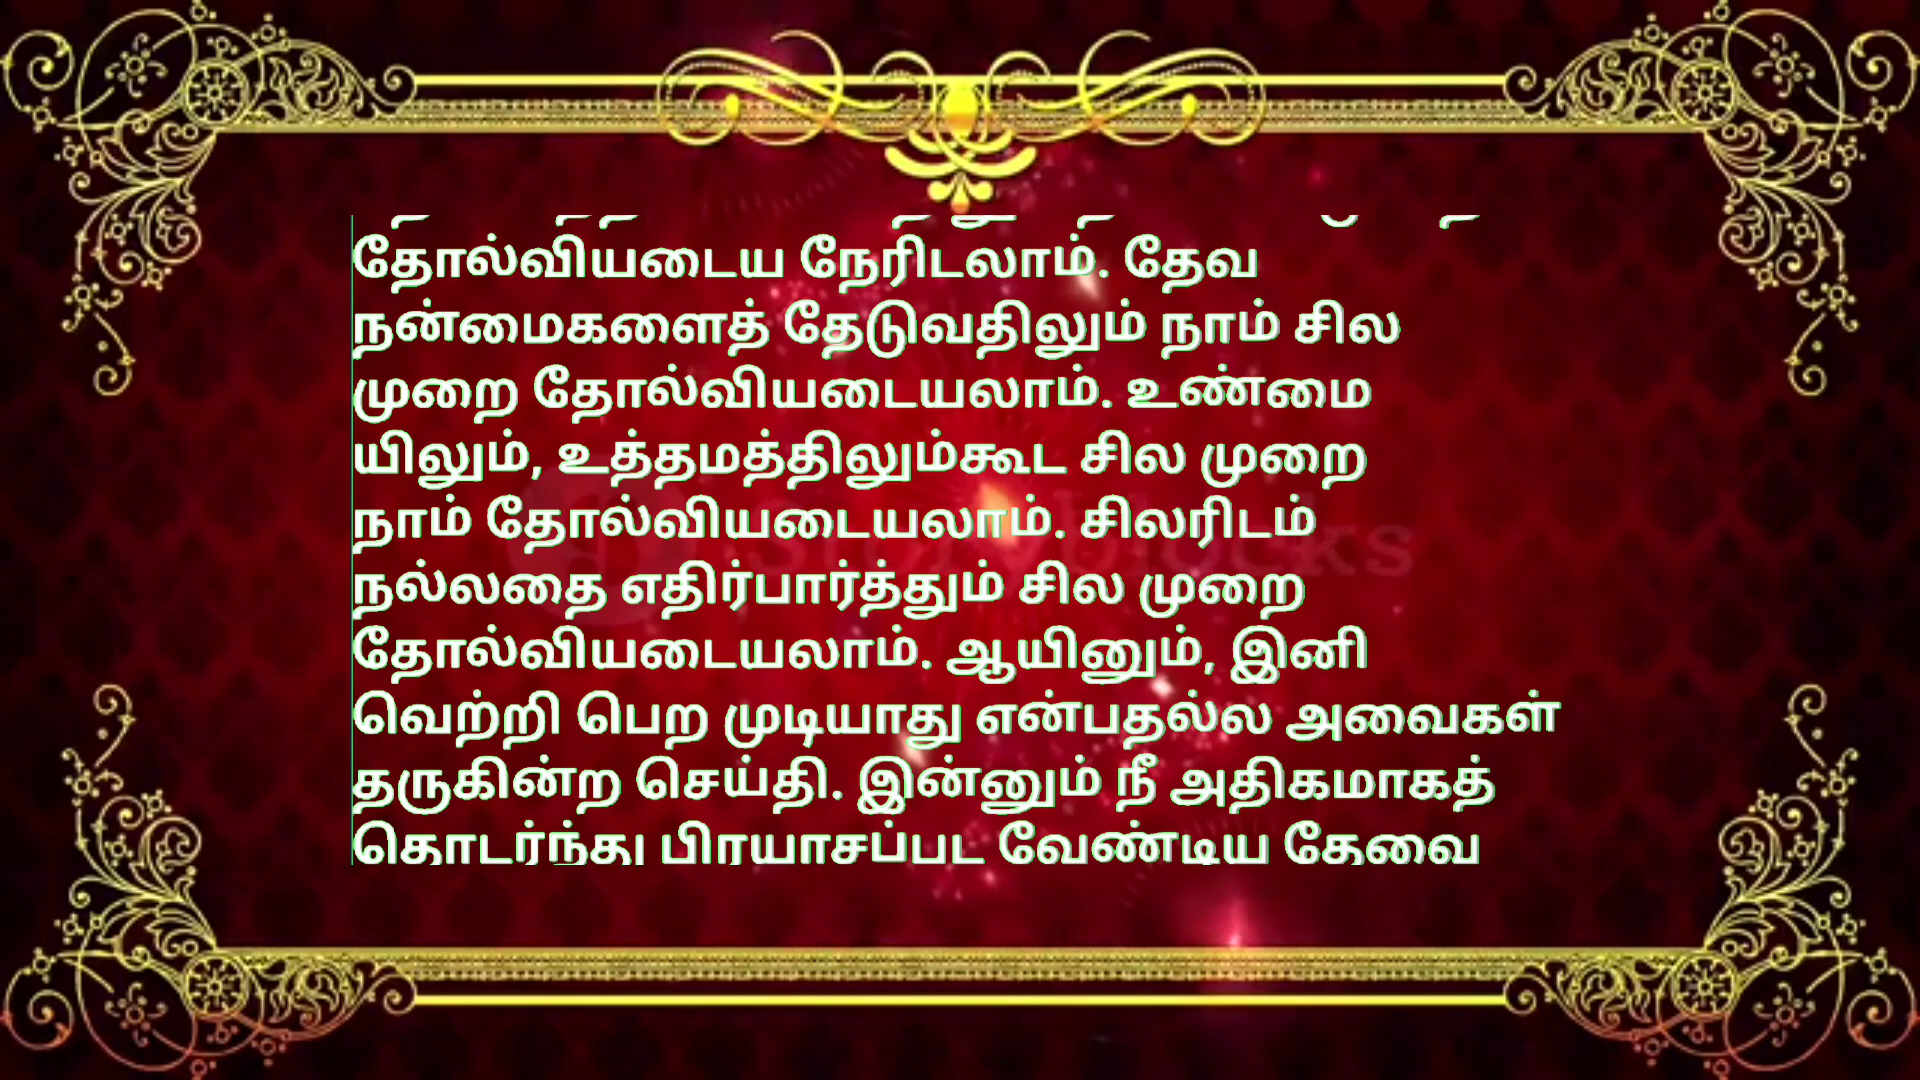 தோல்வியடைய நேரிடலாம். தேவ
நன்மைகளைத் தேடுவதிலும் நாம் சில
முறை தோல்வியடையலாம். உண்மை
யிலும், உத்தமத்திலும்கூட சில முறை
நாம் தோல்வியடையலாம். சிலரிடம்
நல்லதை எதிர்பார்த்தும் சில முறை
தோல்வியடையலாம். ஆயினும், இனி
வெற்றி பெற முடியாது என்பதல்ல அவைகள்
தருகின்ற செய்தி. இன்னும் நீ அதிகமாகத்
தொடர்ந்து பிரயாசப்பட வேண்டிய தேவை